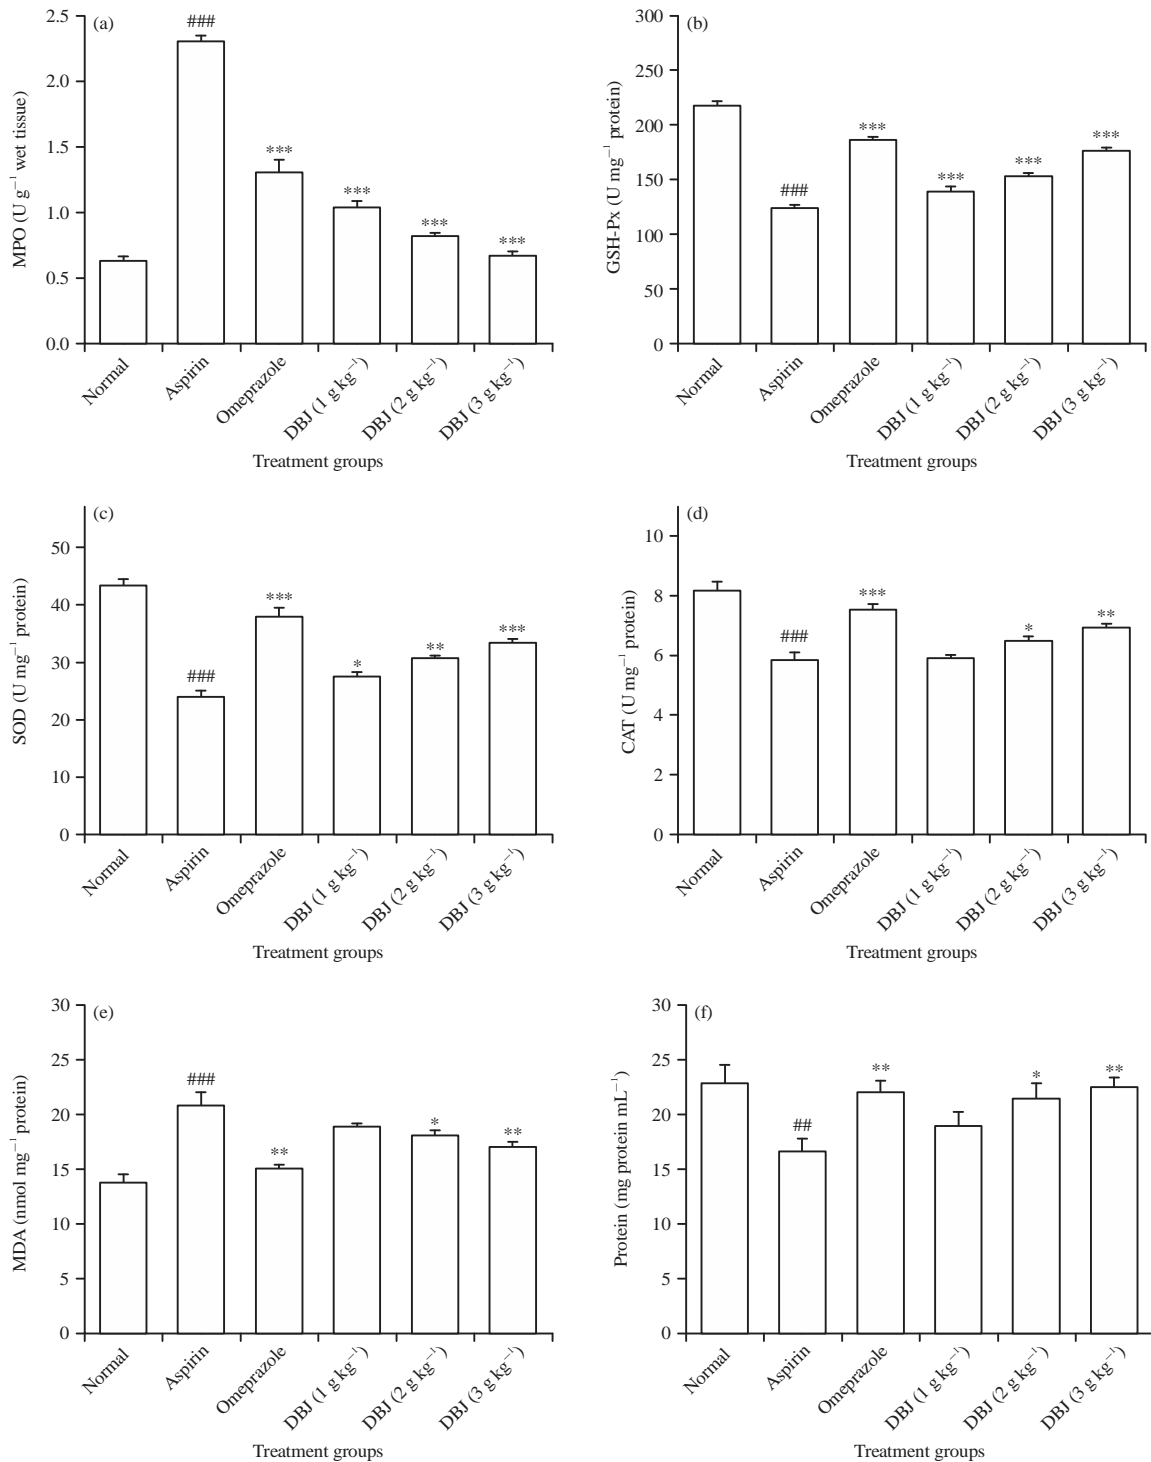 (a)
MPO (U g⁻¹ wet tissue)
2.5
2.0
1.5
1.0
0.5
0.0
###
***
***
***
***
Normal
Aspirin
Omeprazole
DBJ (1 g kg⁻¹)
DBJ (2 g kg⁻¹)
DBJ (3 g kg⁻¹)
Treatment groups
(b)
GSH-Px (U mg⁻¹ protein)
300
250
200
150
100
50
0
###
***
***
***
***
Normal
Aspirin
Omeprazole
DBJ (1 g kg⁻¹)
DBJ (2 g kg⁻¹)
DBJ (3 g kg⁻¹)
Treatment groups
(c)
SOD (U mg⁻¹ protein)
50
40
30
20
10
0
###
***
*
**
***
Normal
Aspirin
Omeprazole
DBJ (1 g kg⁻¹)
DBJ (2 g kg⁻¹)
DBJ (3 g kg⁻¹)
Treatment groups
(d)
CAT (U mg⁻¹ protein)
10
8
6
4
2
0
###
***
*
**
Normal
Aspirin
Omeprazole
DBJ (1 g kg⁻¹)
DBJ (2 g kg⁻¹)
DBJ (3 g kg⁻¹)
Treatment groups
(e)
MDA (nmol mg⁻¹ protein)
30
25
20
15
10
5
0
###
**
*
**
Normal
Aspirin
Omeprazole
DBJ (1 g kg⁻¹)
DBJ (2 g kg⁻¹)
DBJ (3 g kg⁻¹)
Treatment groups
(f)
Protein (mg protein mL⁻¹)
30
25
20
15
10
5
0
##
**
*
**
Normal
Aspirin
Omeprazole
DBJ (1 g kg⁻¹)
DBJ (2 g kg⁻¹)
DBJ (3 g kg⁻¹)
Treatment groups